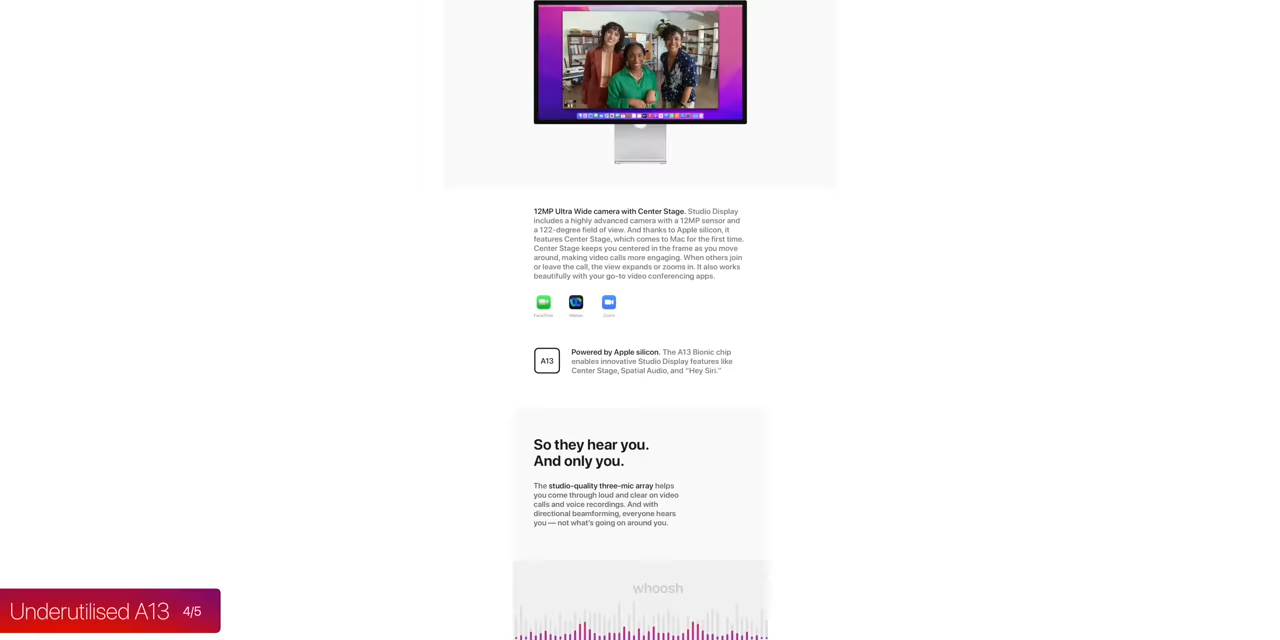 12MP Ultra Wide camera with Center Stage. Studio Display
includes a highly advanced camera with a 12MP sensor and
a 122-degree field of view. And thanks to Apple silicon, it
features Center Stage, which comes to Mac for the first time.
Center Stage keeps you centered in the frame as you move
around, making video calls more engaging. When others join
or leave the call, the view expands or zooms in. It also works
beautifully with your go-to video conferencing apps.
FaceTime Webex Zoom
A13
Powered by Apple silicon. The A13 Bionic chip
enables innovative Studio Display features like
Center Stage, Spatial Audio, and “Hey Siri.”
So they hear you.
And only you.
The studio-quality three-mic array helps
you come through loud and clear on video
calls and voice recordings. And with
directional beamforming, everyone hears
you — not what’s going on around you.
whoosh
Underutilised A13 4/5